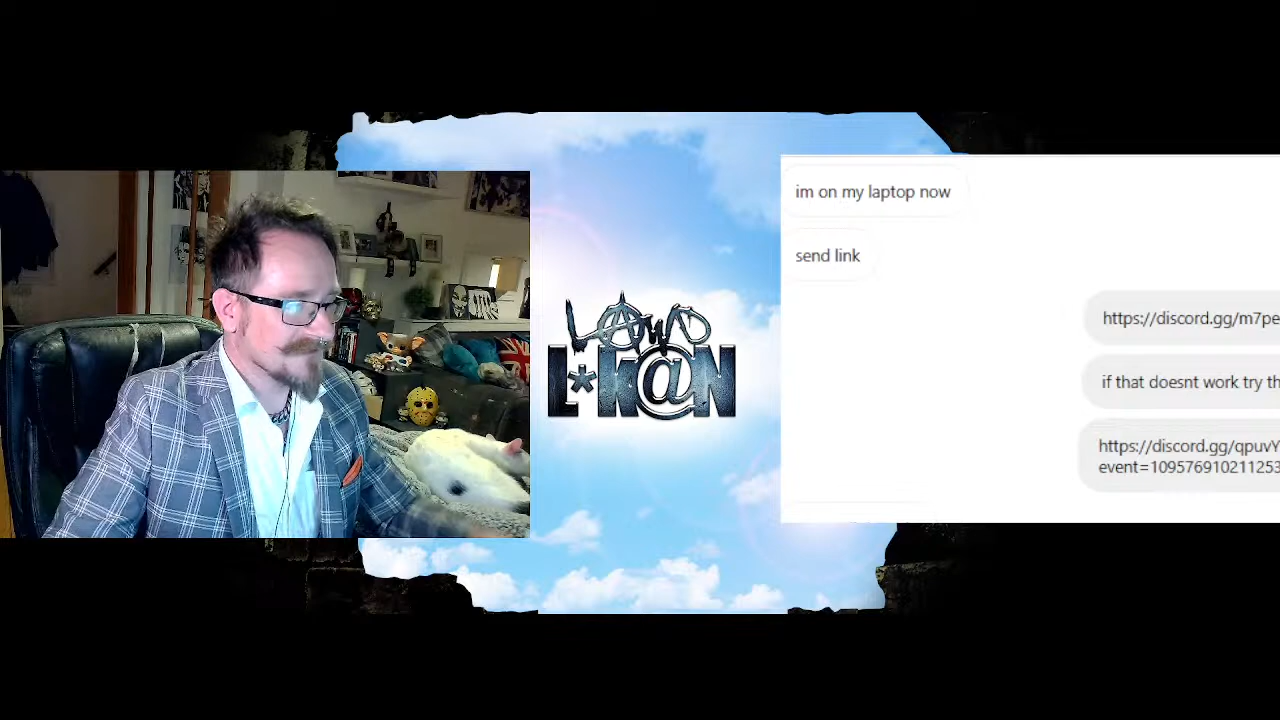 im on my laptop now
send link
https://discord.gg/m7pe
if that doesnt work try th
https://discord.gg/qpuvY
event=109576910211253
LAWD
L*K@N